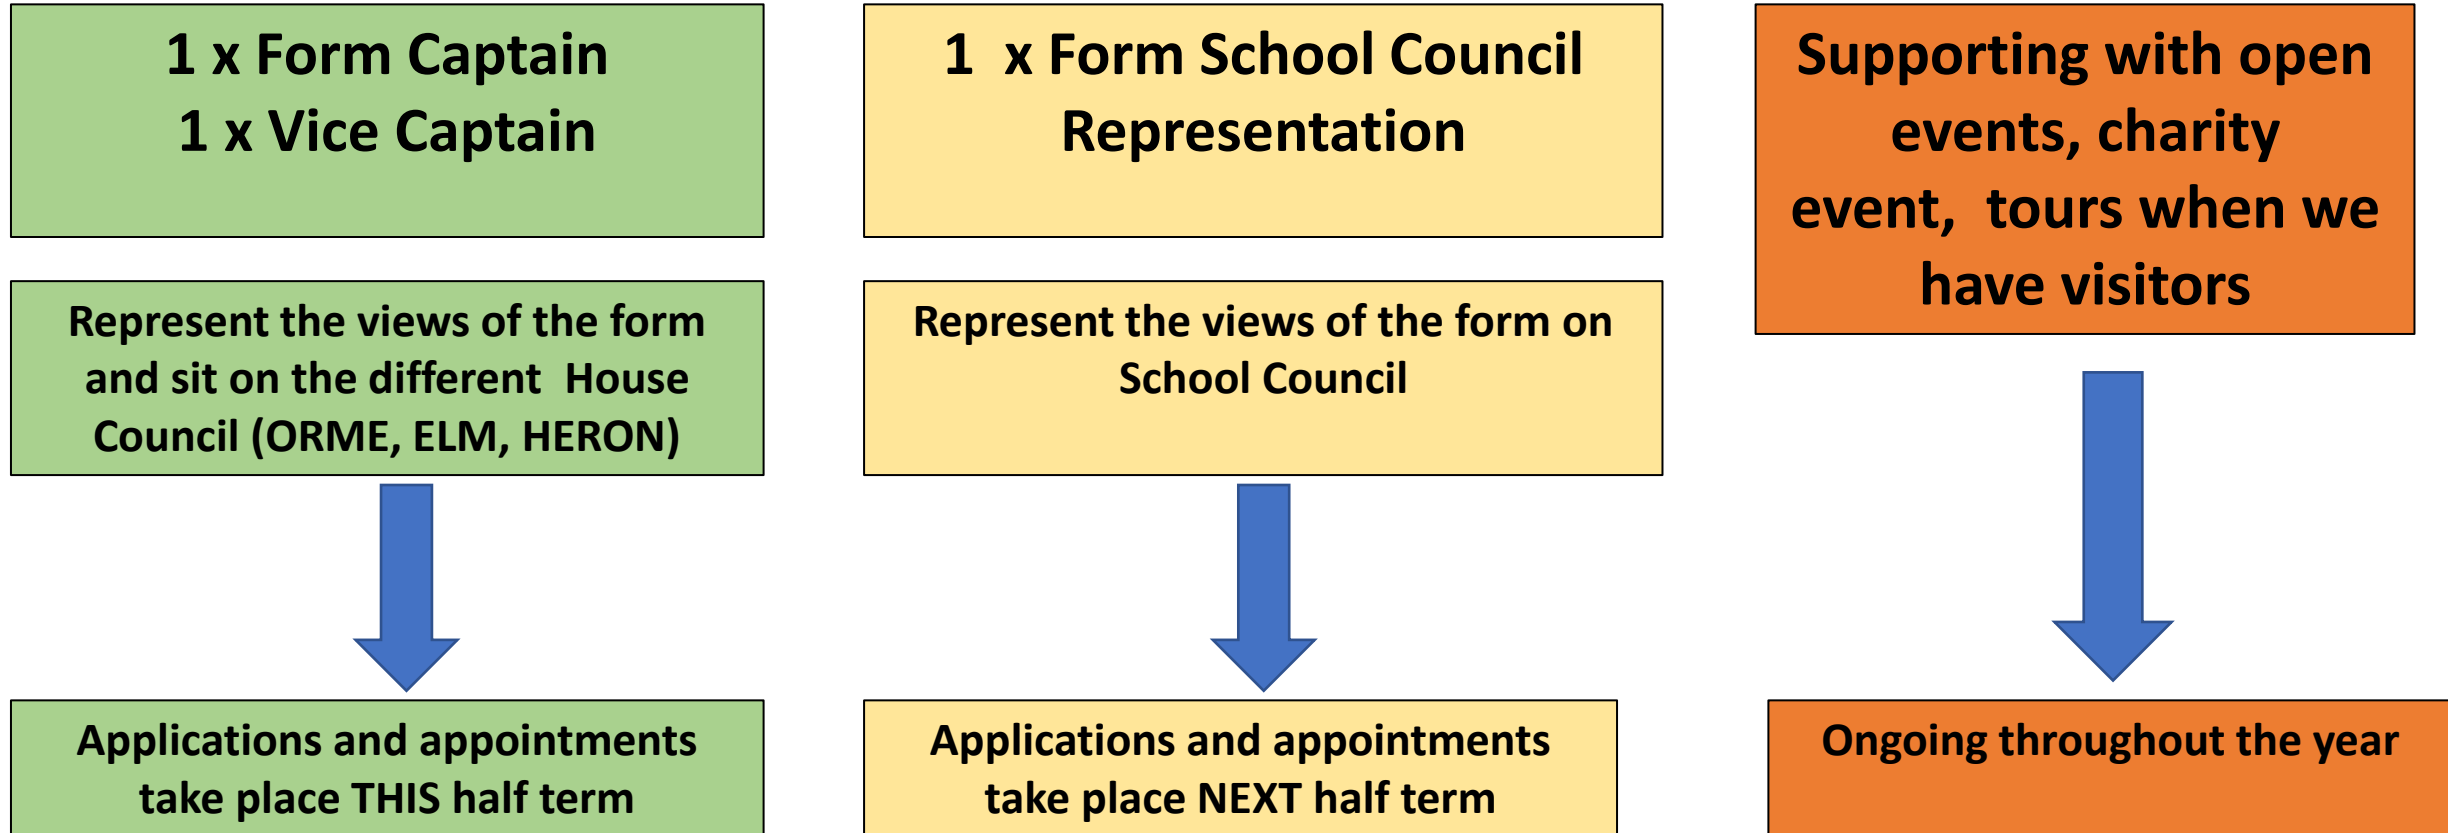 1 x Form Captain
1 x Vice Captain
Represent the views of the form
and sit on the different  House
Council (ORME, ELM, HERON)
Applications and appointments
take place THIS half term
1  x Form School Council
Representation
Represent the views of the form on
School Council
Applications and appointments
take place NEXT half term
Supporting with open
events, charity
event,  tours when we
have visitors
Ongoing throughout the year